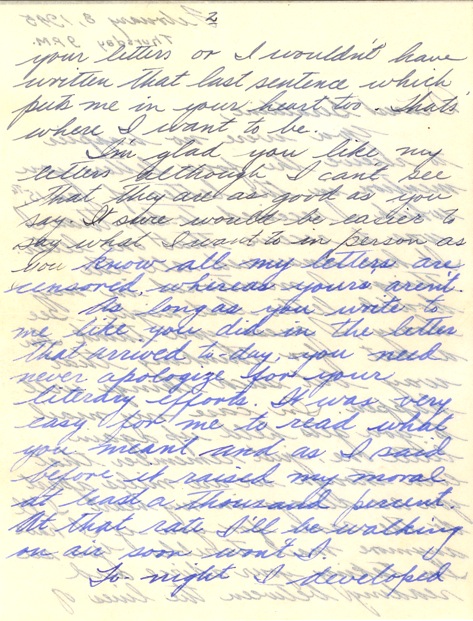 2
your letters or I wouldn't have
written that last sentence which
puts me in your heart too. That's
where I want to be.
I'm glad you like my
letters although I can't see
that they are as good as you
say. It sure would be easier to
say what I want to in person as
you know all my letters are
censored, whereas yours aren't.
As long as you write to
me like you did in the letter
that arrived to-day, you need
never apologize for your
literary efforts. It was very
easy for me to read what
you meant and as I said
before it raised my moral
at least a thousand percent.
At that rate I'll be walking
on air soon won't I.
To night I developed